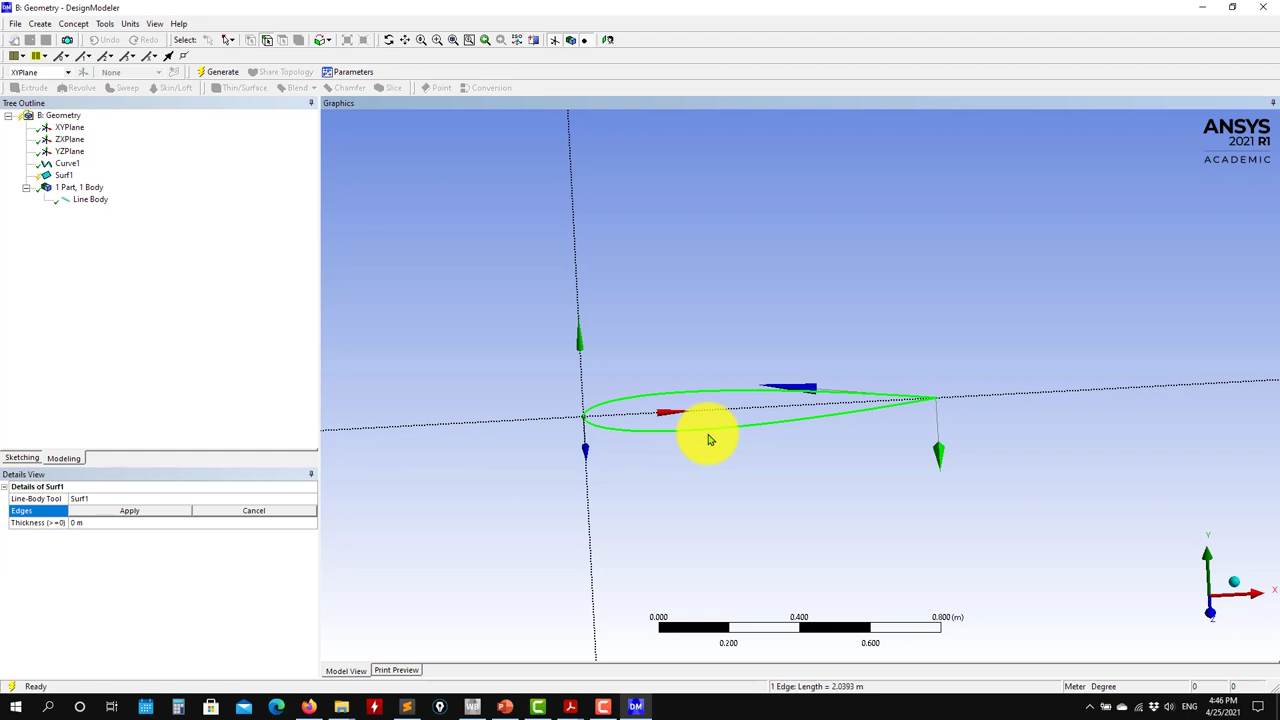 B: Geometry - DesignModeler
File Create Concept Tools Units View Help
Undo Redo Select:
XYPlane None Generate Share Topology Parameters
Extrude Revolve Sweep Skin/Loft Thin/Surface Blend Chamfer Slice Point Conversion
Tree Outline
Graphics
B: Geometry
XYPlane
ZXPlane
YZPlane
Curve1
Surf1
1 Part, 1 Body
Line Body
ANSYS
2021 R1
ACADEMIC
Sketching Modeling
Details View
Details of Surf1
Line-Body Tool Surf1
Edges Apply Cancel
Thickness (>=0) 0 m
Y
X
Z
0.000 0.400 0.800 (m)
0.200 0.600
Model View Print Preview
Ready 1 Edge: Length = 2.0393 m Meter Degree 0 0
DM ENG 4:46 PM
4/25/2021